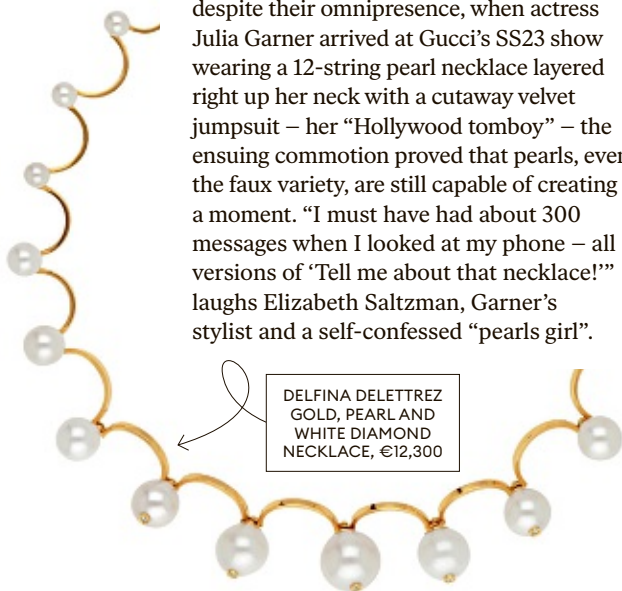 despite their omnipresence, when actress
Julia Garner arrived at Gucci’s SS23 show
wearing a 12-string pearl necklace layered
right up her neck with a cutaway velvet
jumpsuit – her “Hollywood tomboy” – the
ensuing commotion proved that pearls, even
the faux variety, are still capable of creating
a moment. “I must have had about 300
messages when I looked at my phone – all
versions of ‘Tell me about that necklace!’”
laughs Elizabeth Saltzman, Garner’s
stylist and a self-confessed “pearls girl”.
DELFINA DELETTREZ
GOLD, PEARL AND
WHITE DIAMOND
NECKLACE, €12,300